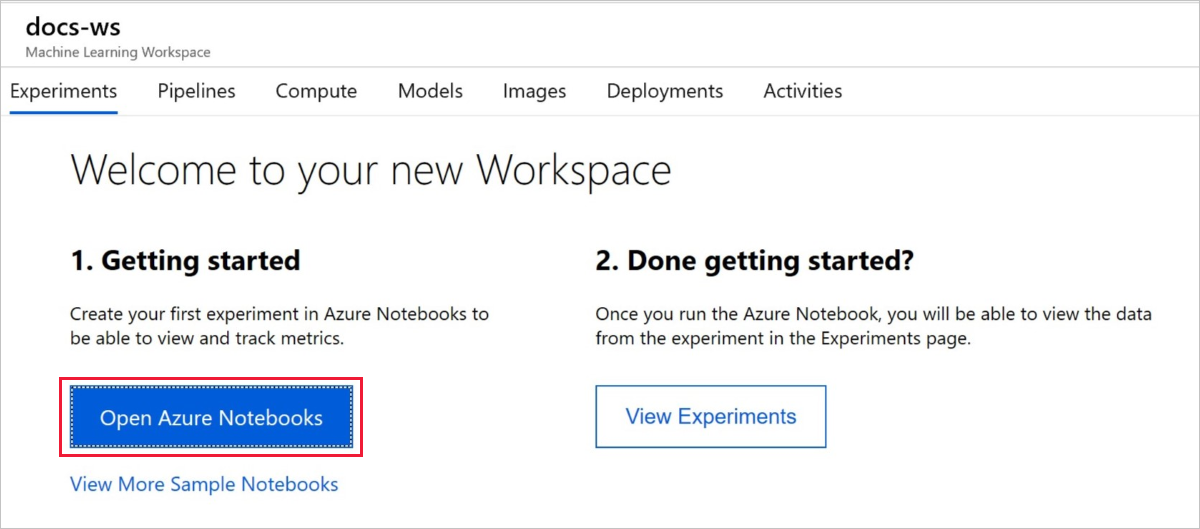 docs-ws
Machine Learning Workspace
Experiments Pipelines Compute Models Images Deployments Activities
Welcome to your new Workspace
1. Getting started
Create your first experiment in Azure Notebooks to
be able to view and track metrics.
Open Azure Notebooks
View More Sample Notebooks
2. Done getting started?
Once you run the Azure Notebook, you will be able to view the data
from the experiment in the Experiments page.
View Experiments